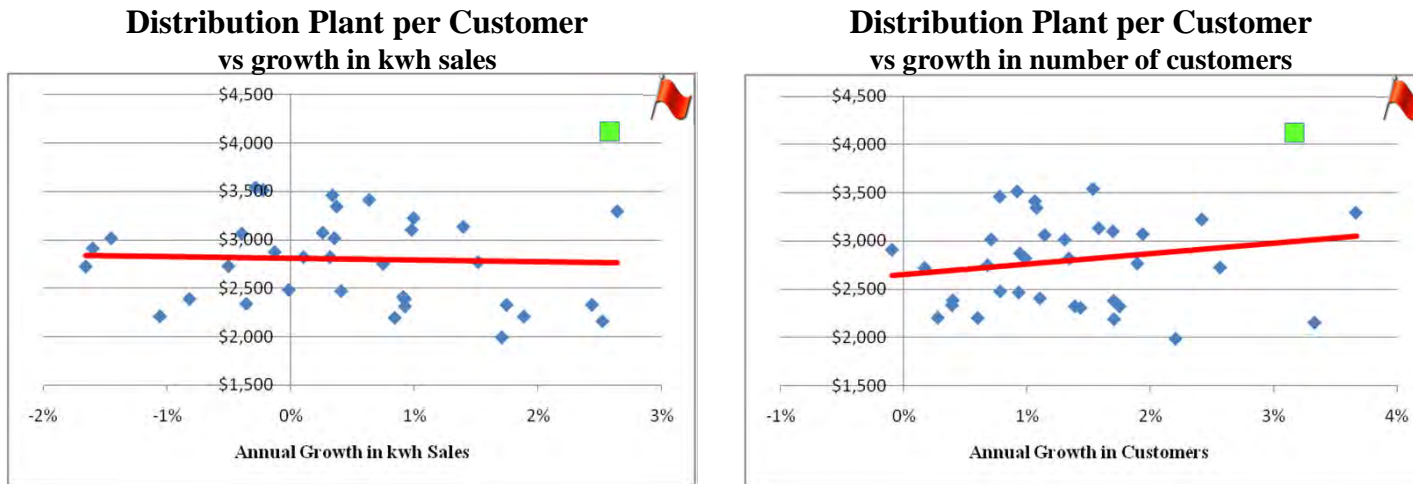 Distribution Plant per Customer
vs growth in kwh sales
$4,500
$4,000
$3,500
$3,000
$2,500
$2,000
$1,500
-2% -1% 0% 1% 2% 3%
Annual Growth in kwh Sales
Distribution Plant per Customer
vs growth in number of customers
$4,500
$4,000
$3,500
$3,000
$2,500
$2,000
$1,500
-1% 0% 1% 2% 3% 4%
Annual Growth in Customers